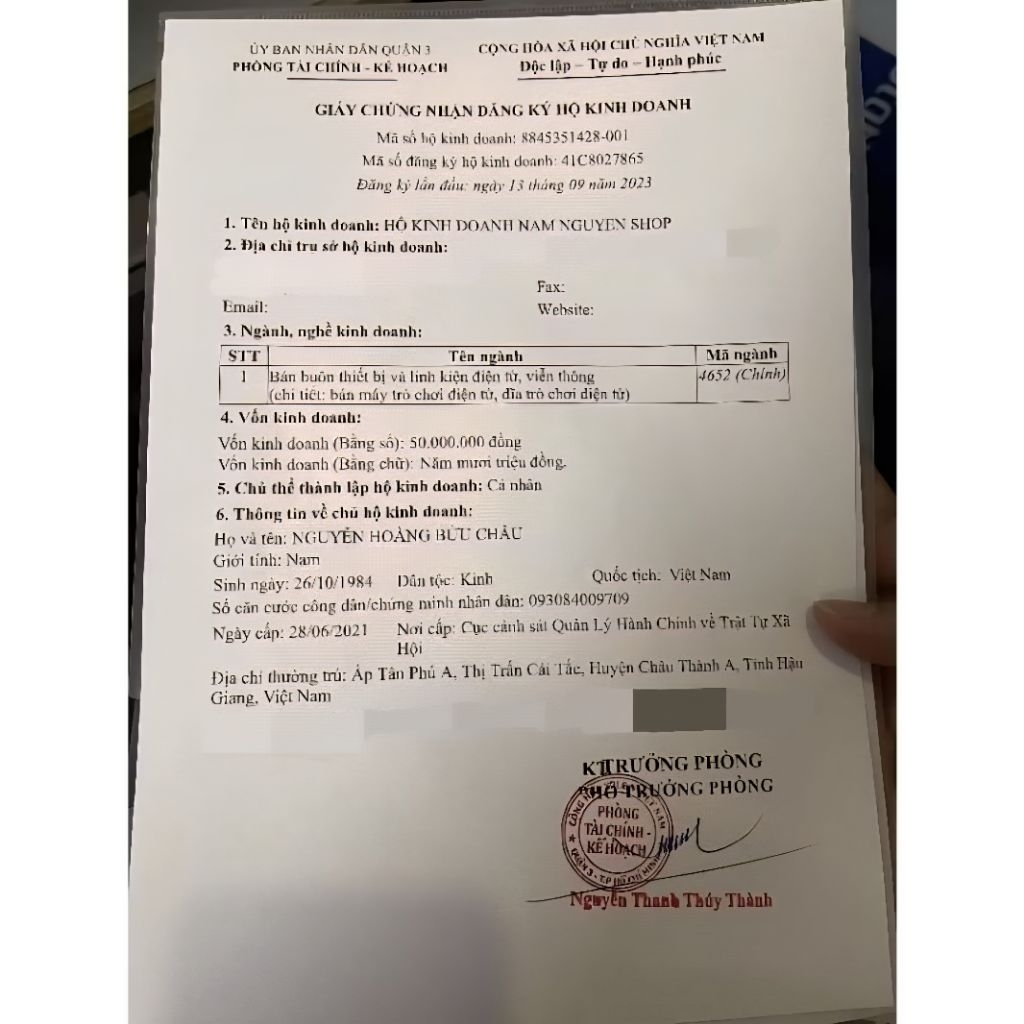 ỦY BAN NHÂN DÂN QUẬN 3
PHÒNG TÀI CHÍNH - KẾ HOẠCH
CỘNG HÒA XÃ HỘI CHỦ NGHĨA VIỆT NAM
Độc lập – Tự do – Hạnh phúc
GIẤY CHỨNG NHẬN ĐĂNG KÝ HỘ KINH DOANH
Mã số hộ kinh doanh: 8845351428-001
Mã số đăng ký hộ kinh doanh: 41C8027865
Đăng ký lần đầu: ngày 13 tháng 09 năm 2023
1. Tên hộ kinh doanh: HỘ KINH DOANH NAM NGUYEN SHOP
2. Địa chỉ trụ sở hộ kinh doanh:
Fax:
Email:
Website:
3. Ngành, nghề kinh doanh:
STT Tên ngành Mã ngành
1 Bán buôn thiết bị và linh kiện điện tử, viễn thông 4652 (Chính)
(chi tiết: bán máy trò chơi điện tử, đĩa trò chơi điện tử)
4. Vốn kinh doanh:
Vốn kinh doanh (Bằng số): 50.000.000 đồng
Vốn kinh doanh (Bằng chữ): Năm mươi triệu đồng.
5. Chủ thể thành lập hộ kinh doanh: Cá nhân
6. Thông tin về chủ hộ kinh doanh:
Họ và tên: NGUYỄN HOÀNG BỬU CHÂU
Giới tính: Nam
Sinh ngày: 26/10/1984 Dân tộc: Kinh Quốc tịch: Việt Nam
Số căn cước công dân/chứng minh nhân dân: 093084009709
Ngày cấp: 28/06/2021 Nơi cấp: Cục cảnh sát Quản Lý Hành Chính về Trật Tự Xã
Hội
Địa chỉ thường trú: Ấp Tân Phú A, Thị Trấn Cái Tắc, Huyện Châu Thành A, Tỉnh Hậu
Giang, Việt Nam
KT.TRƯỞNG PHÒNG
PHÓ TRƯỞNG PHÒNG
PHÒNG
TÀI CHÍNH -
KẾ HOẠCH
QUẬN 3 - T.P HỒ CHÍ MINH
Nguyễn Thanh Thúy Thành